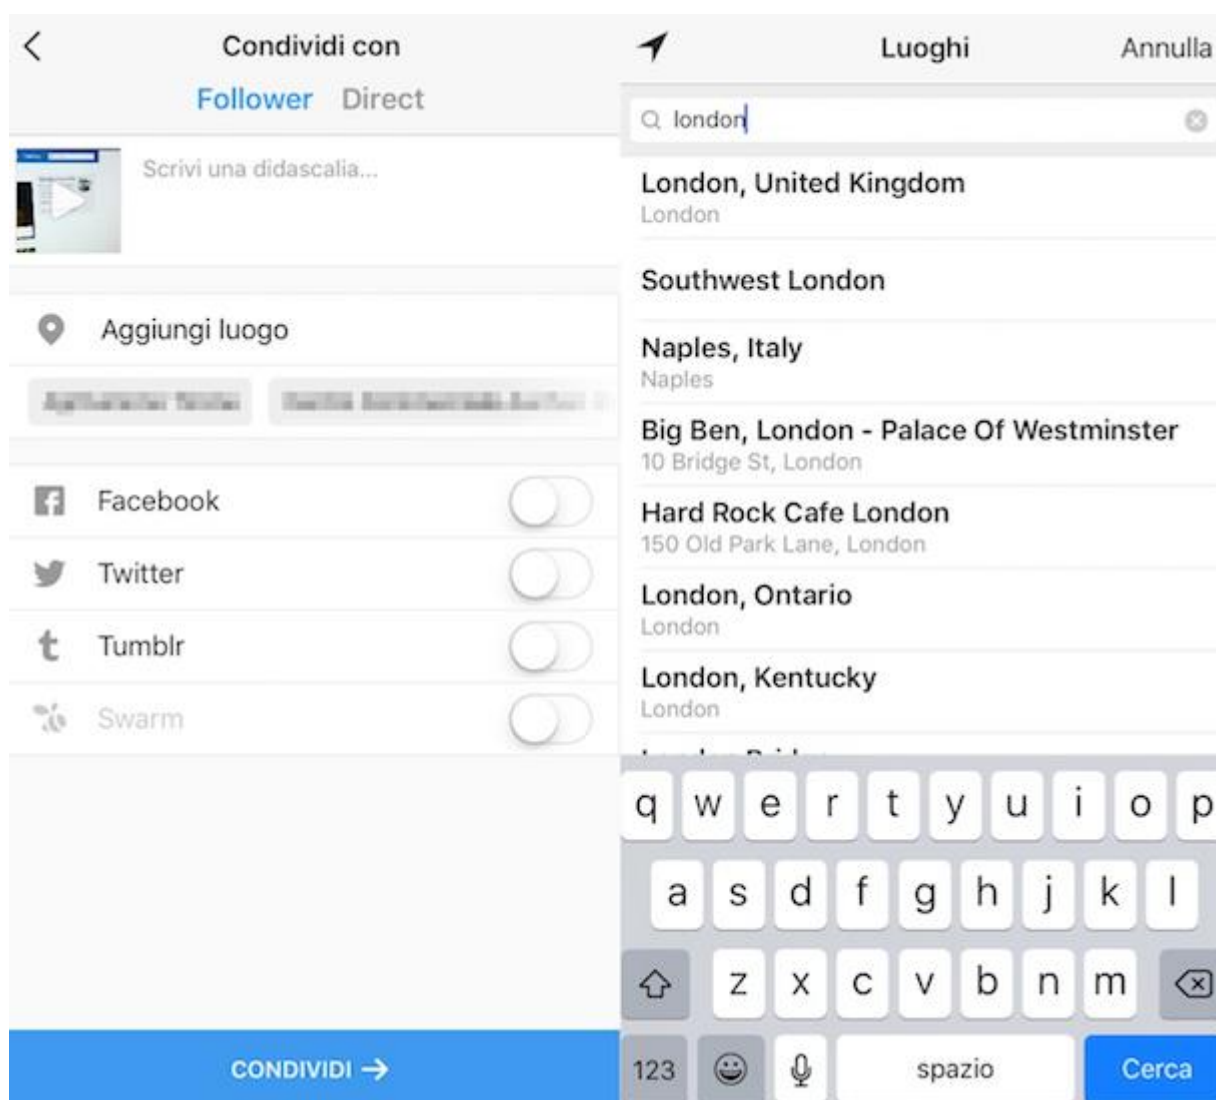 Condividi con
Follower Direct
Scrivi una didascalia...
Aggiungi luogo
Facebook
Twitter
Tumblr
Swarm
CONDIVIDI →
Luoghi Annulla
london
London, United Kingdom
London
Southwest London
Naples, Italy
Naples
Big Ben, London - Palace Of Westminster
10 Bridge St, London
Hard Rock Cafe London
150 Old Park Lane, London
London, Ontario
London
London, Kentucky
London
q w e r t y u i o p
a s d f g h j k l
z x c v b n m
123 spazio Cerca